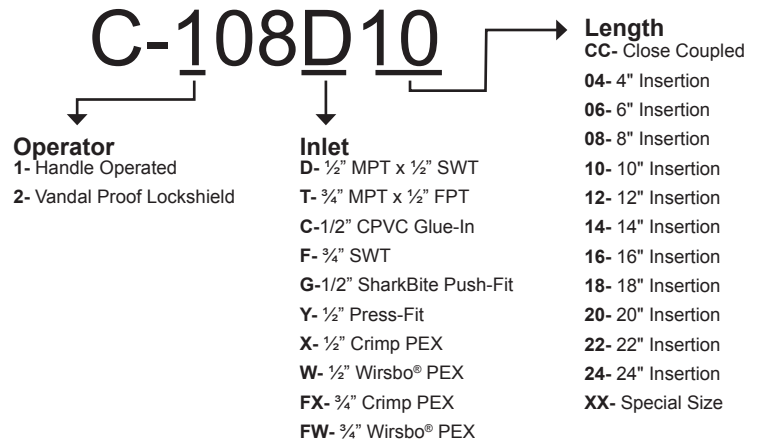 C-108D10
Operator
1- Handle Operated
2- Vandal Proof Lockshield
Inlet
D- ½” MPT x ½” SWT
T- ¾” MPT x ½” FPT
C-1/2” CPVC Glue-In
F- ¾” SWT
G-1/2” SharkBite Push-Fit
Y- ½” Press-Fit
X- ½” Crimp PEX
W- ½” Wirsbo® PEX
FX- ¾” Crimp PEX
FW- ¾” Wirsbo® PEX
Length
CC- Close Coupled
04- 4" Insertion
06- 6" Insertion
08- 8" Insertion
10- 10" Insertion
12- 12" Insertion
14- 14" Insertion
16- 16" Insertion
18- 18" Insertion
20- 20" Insertion
22- 22" Insertion
24- 24" Insertion
XX- Special Size